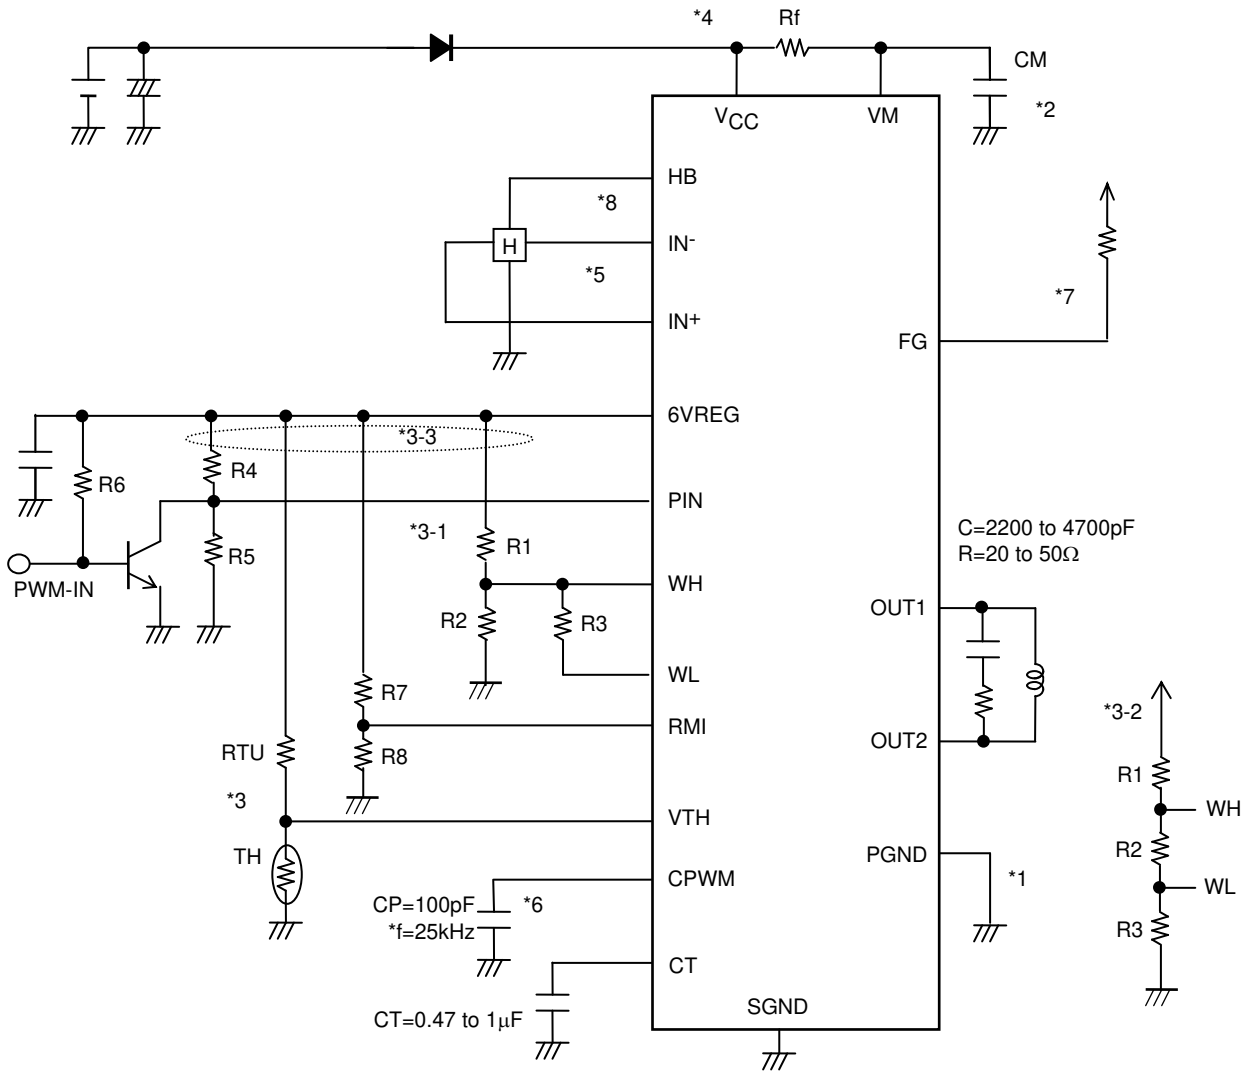 *4
Rf
CM
*2
VCC
VM
HB
*8
H
IN-
*5
IN+
*7
FG
6VREG
*3-3
R4
R6
PIN
*3-1
R1
R5
PWM-IN
C=2200 to 4700pF
R=20 to 50Ω
WH
R2
R3
OUT1
WL
R7
RMI
*3-2
OUT2
RTU
R8
R1
*3
WH
VTH
TH
R2
PGND
CPWM
*1
WL
CP=100pF
*6
*f=25kHz
R3
CT
SGND
CT=0.47 to 1μF